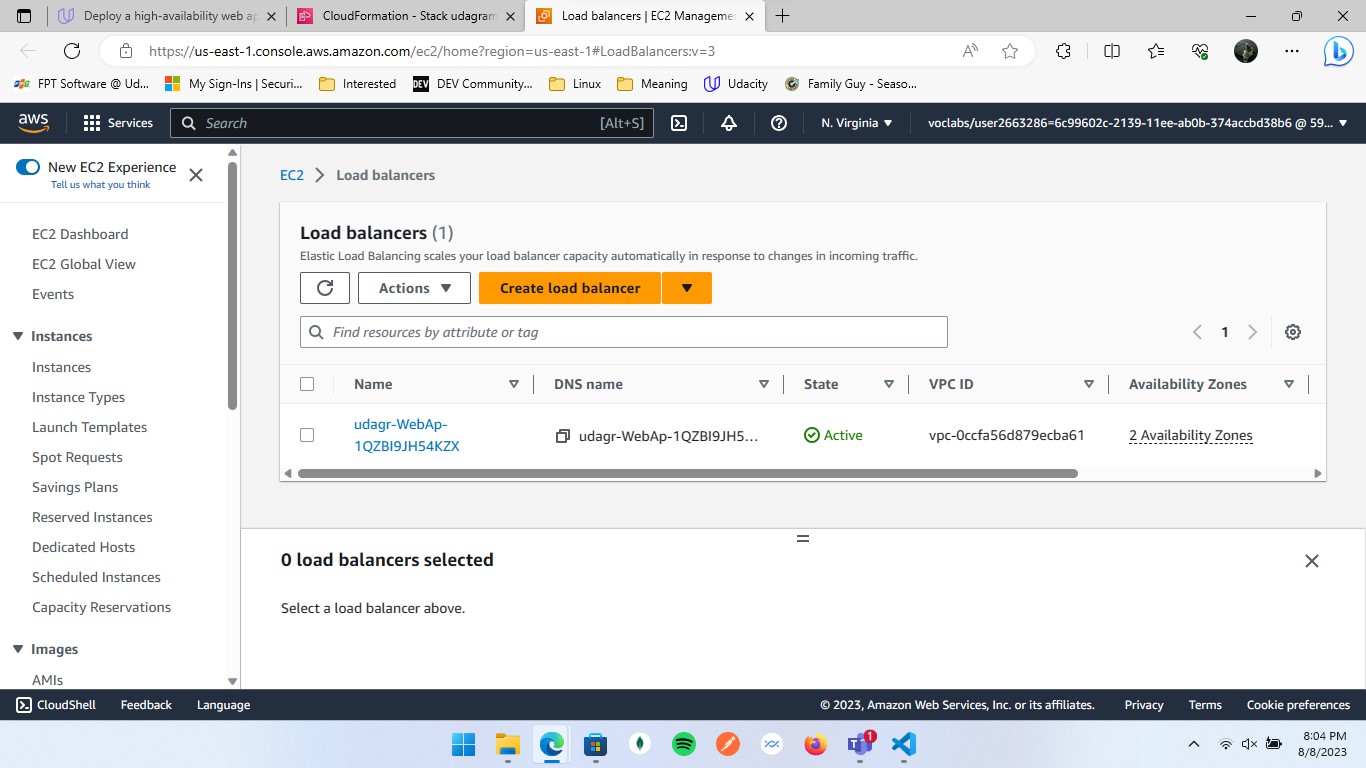 Deploy a high-availability web ap
CloudFormation - Stack udagram
Load balancers | EC2 Manageme
https://us-east-1.console.aws.amazon.com/ec2/home?region=us-east-1#LoadBalancers:v=3
FPT Software @ Ud...
My Sign-Ins | Securi...
Interested
DEV Community...
Linux
Meaning
Udacity
Family Guy - Seaso...
aws
Services
Search
[Alt+S]
N. Virginia
voclabs/user2663286=6c99602c-2139-11ee-ab0b-374accbd38b6 @ 59...
New EC2 Experience
Tell us what you think
EC2 Dashboard
EC2 Global View
Events
Instances
Instances
Instance Types
Launch Templates
Spot Requests
Savings Plans
Reserved Instances
Dedicated Hosts
Scheduled Instances
Capacity Reservations
Images
AMIs
EC2 > Load balancers
Load balancers (1)
Elastic Load Balancing scales your load balancer capacity automatically in response to changes in incoming traffic.
Actions
Create load balancer
Find resources by attribute or tag
1
Name
DNS name
State
VPC ID
Availability Zones
udagr-WebAp-
1QZBI9JH54KZX
udagr-WebAp-1QZBI9JH5...
Active
vpc-0ccfa56d879ecba61
2 Availability Zones
0 load balancers selected
Select a load balancer above.
CloudShell
Feedback
Language
© 2023, Amazon Web Services, Inc. or its affiliates.
Privacy
Terms
Cookie preferences
1
8:04 PM
8/8/2023